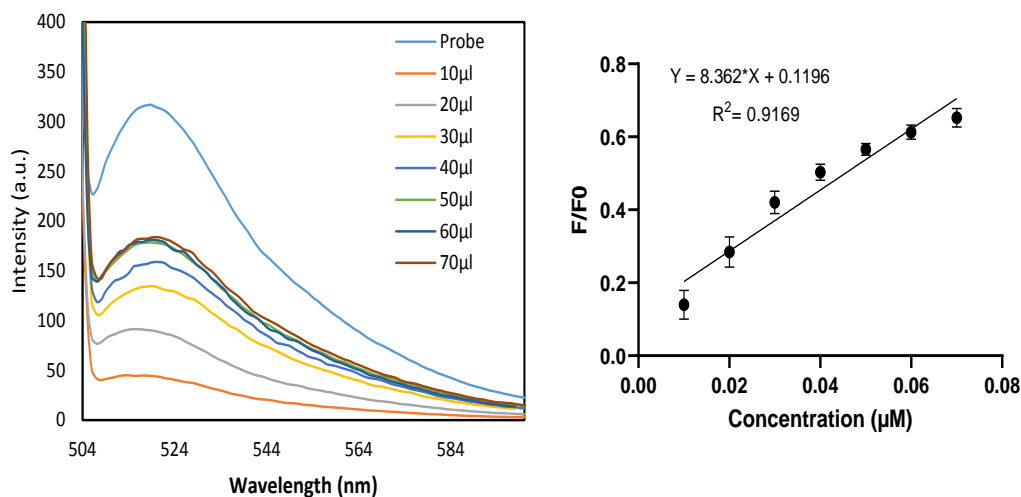 400
350
300
250
200
150
100
50
0
Intensity (a.u.)
504
524
544
564
584
Wavelength (nm)
Probe
10µl
20µl
30µl
40µl
50µl
60µl
70µl
Y = 8.362*X + 0.1196
R²= 0.9169
0.8
0.6
0.4
0.2
0.0
F/F0
0.00
0.02
0.04
0.06
0.08
Concentration (µM)